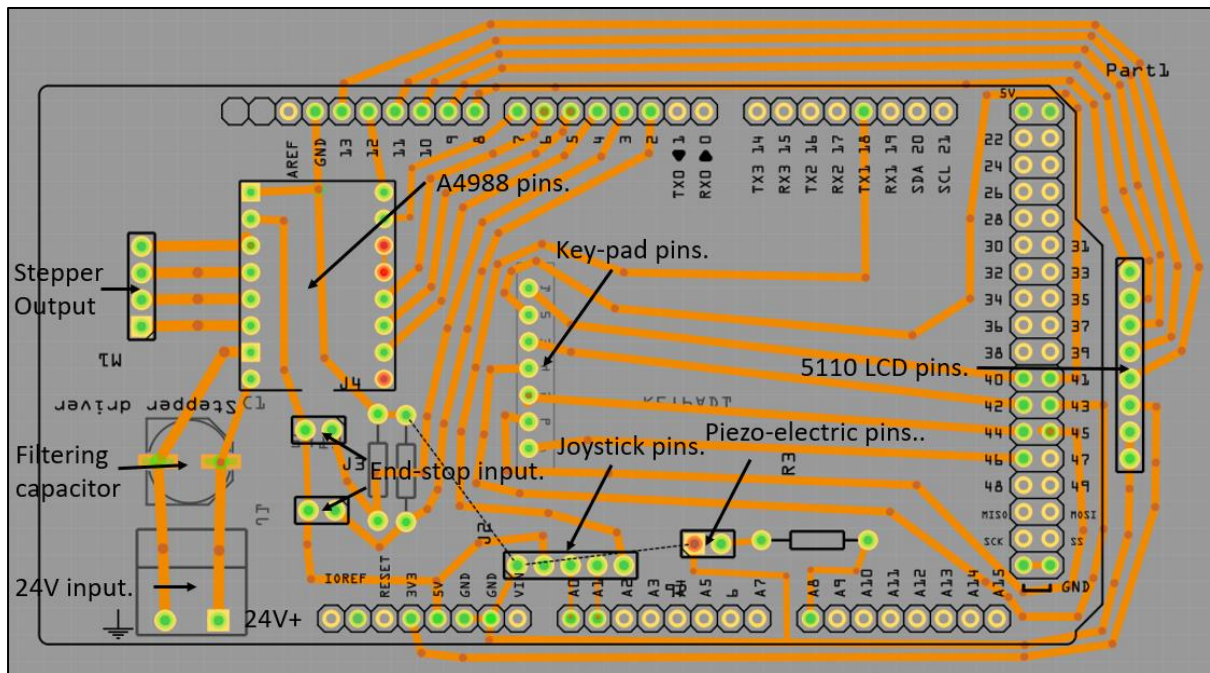 Part1
5V
AREF
GND
13
12
11
10
9
8
7
6
5
4
3
2
TX0 1
RX0 0
TX3 14
RX3 15
TX2 16
RX2 17
TX1 18
RX1 19
SDA 20
SCL 21
22
24
26
28
30 31
32 33
34 35
36 37
38 39
40 41
42 43
44 45
46 47
48 49
MISO MOSI
SCK SS
GND
A4988 pins.
Key-pad pins.
Stepper
Output
M1
J4
5110 LCD pins.
Stepper driver
C1
KEYPAD1
Piezo-electric pins..
Joystick pins.
R3
Filtering
capacitor
J3
End-stop input.
J1
J2
24V input.
24V+
IOREF
RESET
3V3
5V
GND
GND
VIN
A0
A1
A2
A3
A5
6
A7
A8
A9
A10
A11
A12
A13
A14
A15